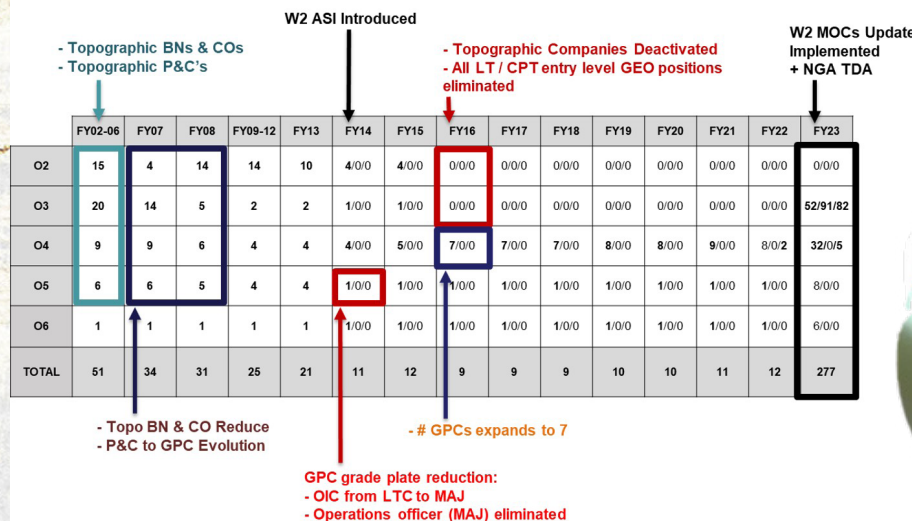 W2 ASI Introduced
- Topographic BNs & COs
- Topographic P&C's
- Topographic Companies Deactivated
- All LT / CPT entry level GEO positions
eliminated
W2 MOCs Update
Implemented
+ NGA TDA
FY02-06 FY07 FY08 FY09-12 FY13 FY14 FY15 FY16 FY17 FY18 FY19 FY20 FY21 FY22 FY23
O2 15 4 14 14 10 4/0/0 4/0/0 0/0/0 0/0/0 0/0/0 0/0/0 0/0/0 0/0/0 0/0/0 0/0/0
O3 20 14 5 2 2 1/0/0 1/0/0 0/0/0 0/0/0 0/0/0 0/0/0 0/0/0 0/0/0 0/0/0 52/91/82
O4 9 9 6 4 4 4/0/0 5/0/0 7/0/0 7/0/0 7/0/0 8/0/0 8/0/0 9/0/0 8/0/2 32/0/5
O5 6 6 5 4 4 1/0/0 1/0/0 1/0/0 1/0/0 1/0/0 1/0/0 1/0/0 1/0/0 1/0/0 8/0/0
O6 1 1 1 1 1 1/0/0 1/0/0 1/0/0 1/0/0 1/0/0 1/0/0 1/0/0 1/0/0 1/0/0 6/0/0
TOTAL 51 34 31 25 21 11 12 9 9 9 10 10 11 12 277
- Topo BN & CO Reduce
- P&C to GPC Evolution
- # GPCs expands to 7
GPC grade plate reduction:
- OIC from LTC to MAJ
- Operations officer (MAJ) eliminated